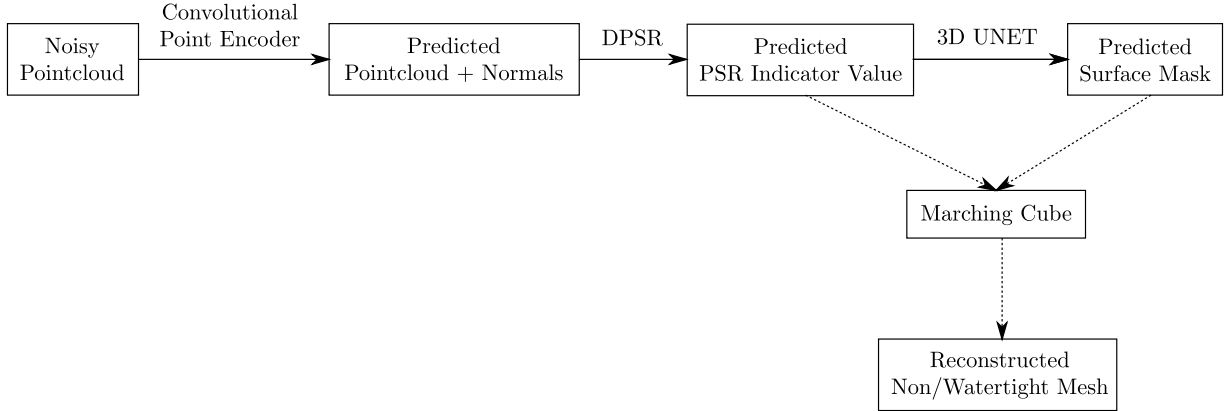 Noisy
Pointcloud
Convolutional
Point Encoder
Predicted
Pointcloud + Normals
DPSR
Predicted
PSR Indicator Value
3D UNET
Predicted
Surface Mask
Marching Cube
Reconstructed
Non/Watertight Mesh